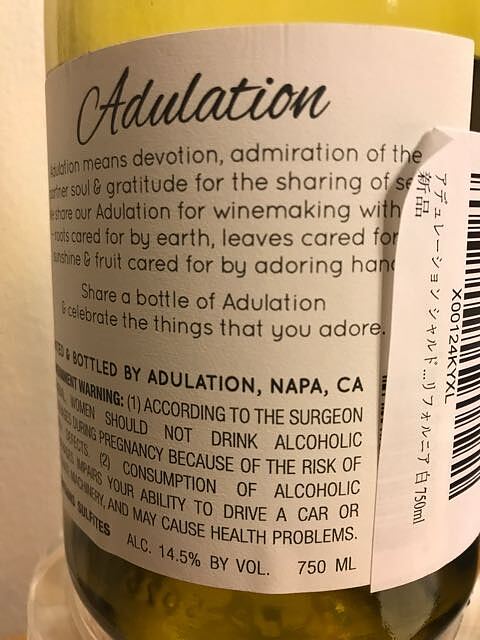 Adulation
Adulation means devotion, admiration of the
partner soul & gratitude for the sharing of se
We share our Adulation for winemaking with
roots cared for by earth, leaves cared for
sunshine & fruit cared for by adoring hand
Share a bottle of Adulation
& celebrate the things that you adore.
& BOTTLED BY ADULATION, NAPA, CA
WARNING: (1) ACCORDING TO THE SURGEON
WOMEN SHOULD NOT DRINK ALCOHOLIC
DURING PREGNANCY BECAUSE OF THE RISK OF
DEFECTS. (2) CONSUMPTION OF ALCOHOLIC
IMPAIRS YOUR ABILITY TO DRIVE A CAR OR
MACHINERY, AND MAY CAUSE HEALTH PROBLEMS.
SULFITES
ALC. 14.5% BY VOL. 750 ML
X00124KYXL
アデュレーション シャルド...リフォルニア 白 750ml
新品